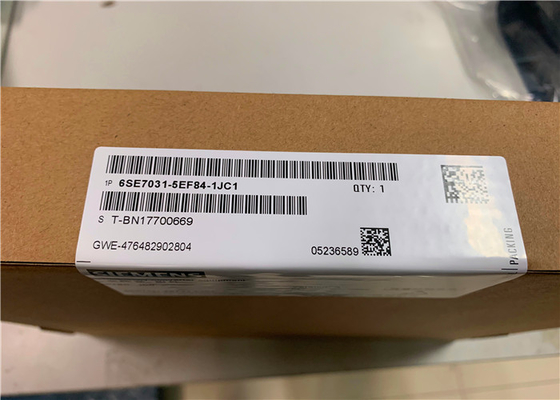 1P 6SE7031-5EF84-1JC1
QTY: 1
S T-BN17700669
GWE-476482902804
05236589
PACKING
SIEMENS